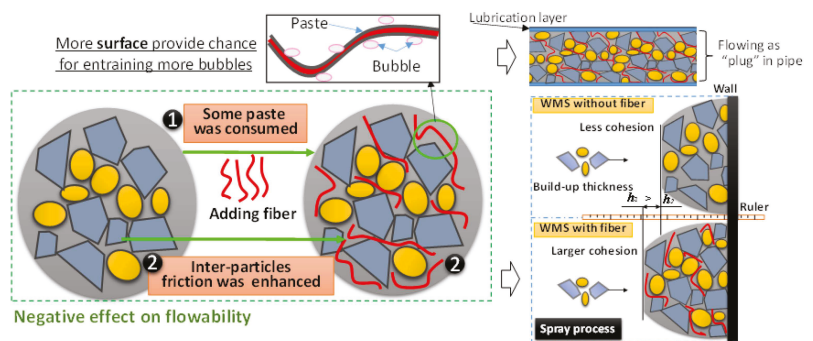 Paste
Bubble
More surface provide chance
for entraining more bubbles
Lubrication layer
Flowing as
"plug" in pipe
1
Some paste
was consumed
Adding fiber
2
Inter-particles
friction was enhanced
2
Negative effect on flowability
Wall
WMS without fiber
Less cohesion
Build-up thickness
>
Ruler
WMS with fiber
Larger cohesion
Spray process